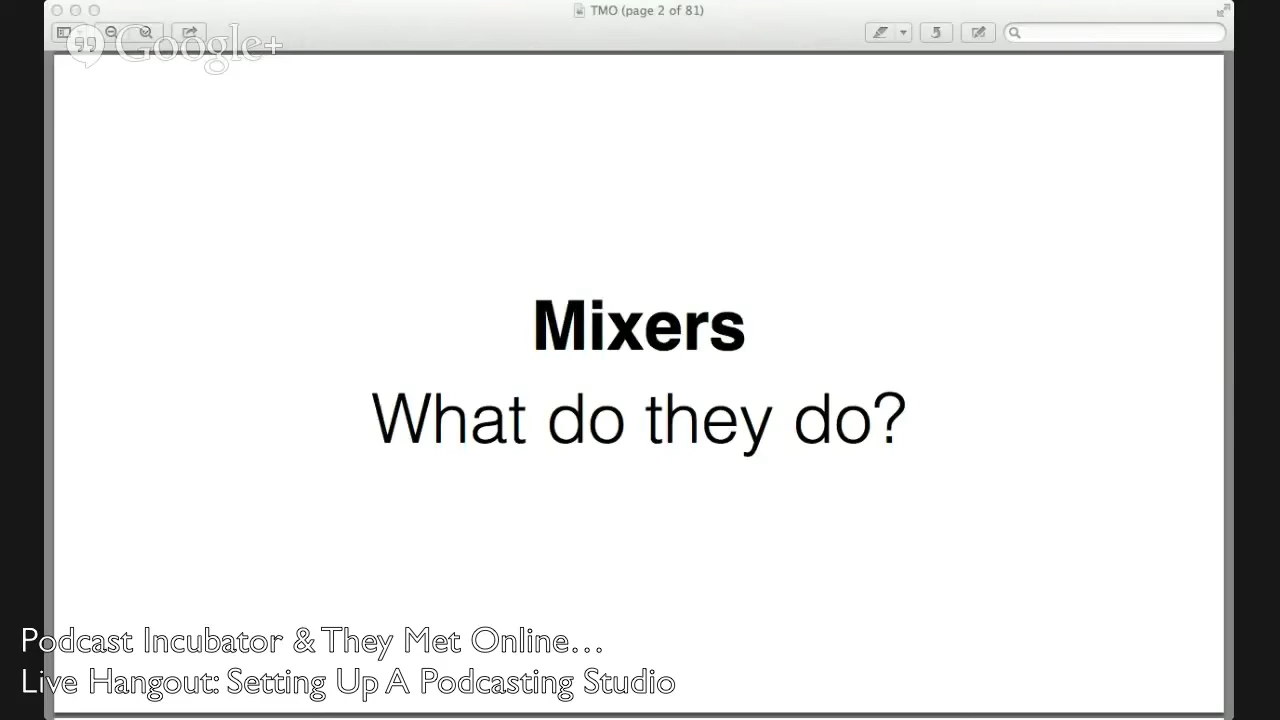 TMO (page 2 of 81)
Google+
Mixers
What do they do?
Podcast Incubator & They Met Online...
Live Hangout: Setting Up A Podcasting Studio